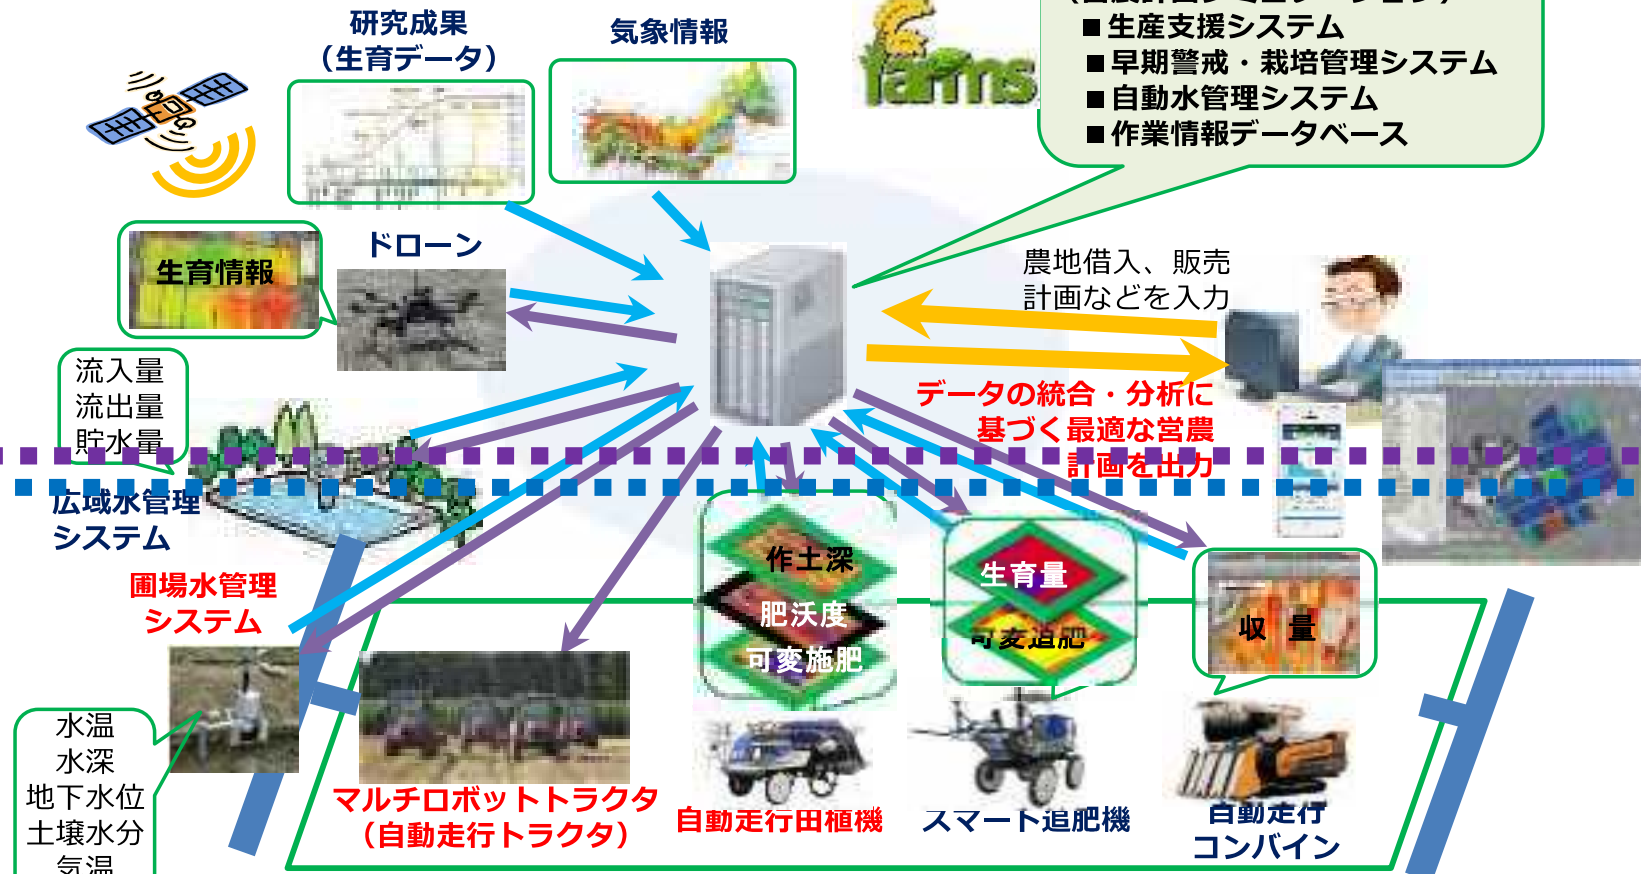 研究成果
（生育データ）
気象情報
farms
■生産支援システム
■早期警戒・栽培管理システム
■自動水管理システム
■作業情報データベース
生育情報
ドローン
農地借入、販売
計画などを入力
流入量
流出量
貯水量
データの統合・分析に
基づく最適な営農
計画を出力
広域水管理
システム
圃場水管理
システム
作土深
肥沃度
可変施肥
生育量
可変追肥
収 量
水温
水深
地下水位
土壌水分
気温
マルチロボットトラクタ
（自動走行トラクタ）
自動走行田植機
スマート追肥機
自動走行
コンバイン